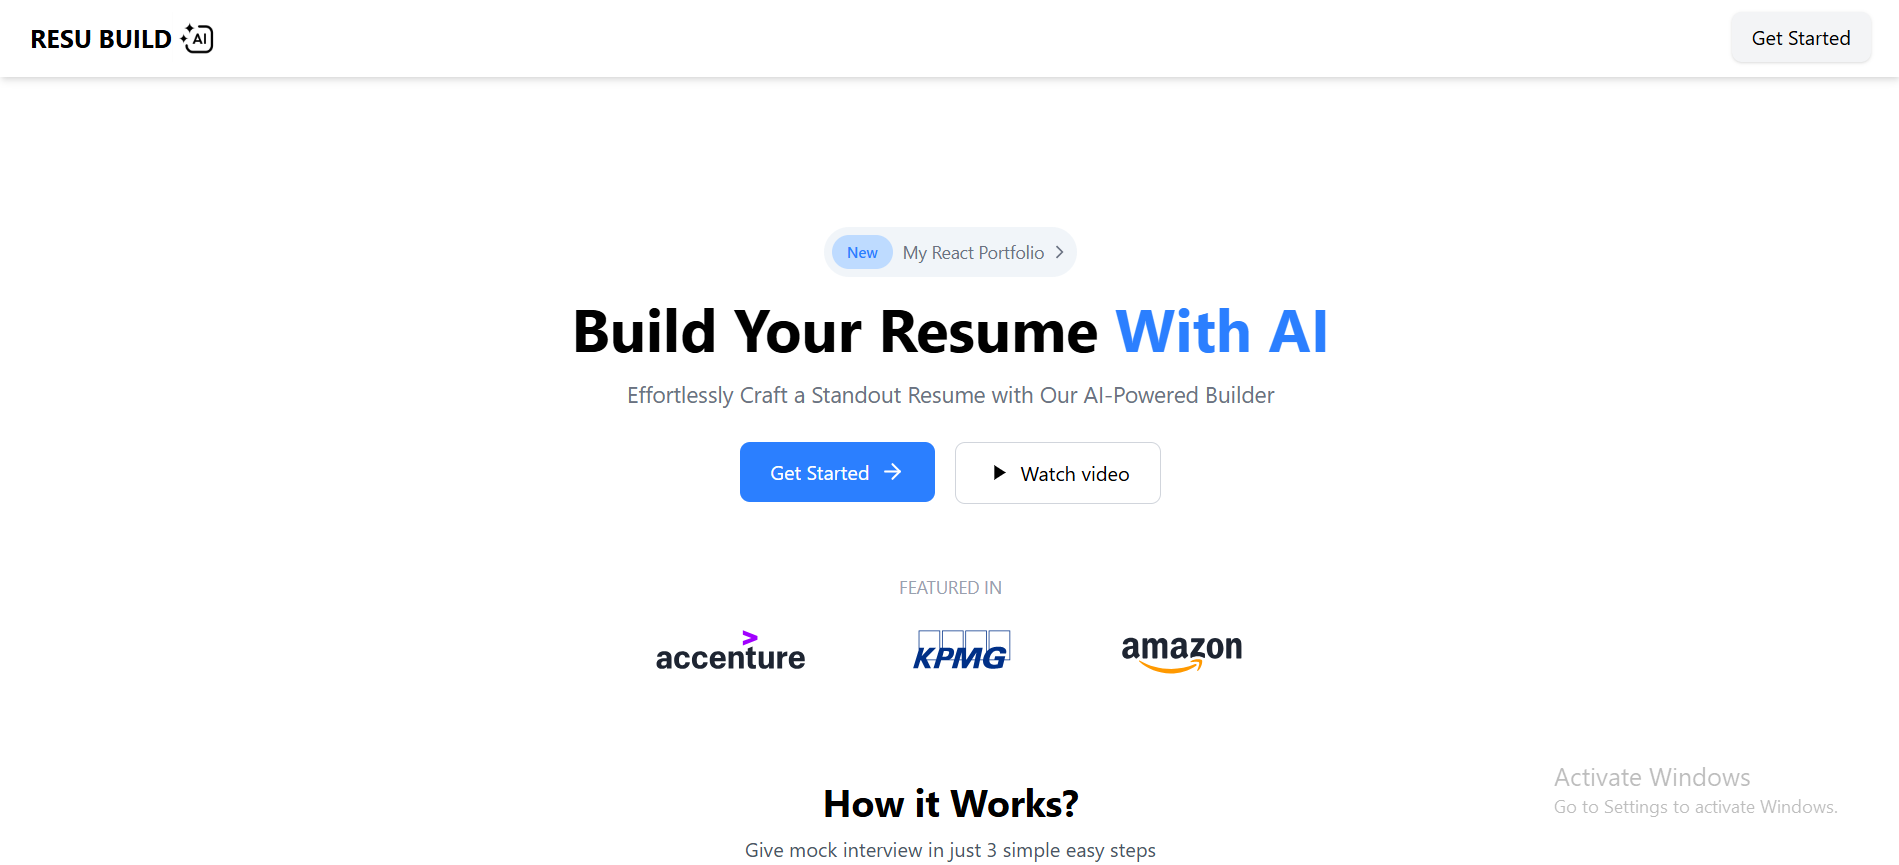 RESU BUILD AI
Get Started
New My React Portfolio
Build Your Resume With AI
Effortlessly Craft a Standout Resume with Our AI-Powered Builder
Get Started
Watch video
FEATURED IN
accenture
KPMG
amazon
How it Works?
Give mock interview in just 3 simple easy steps
Activate Windows
Go to Settings to activate Windows.